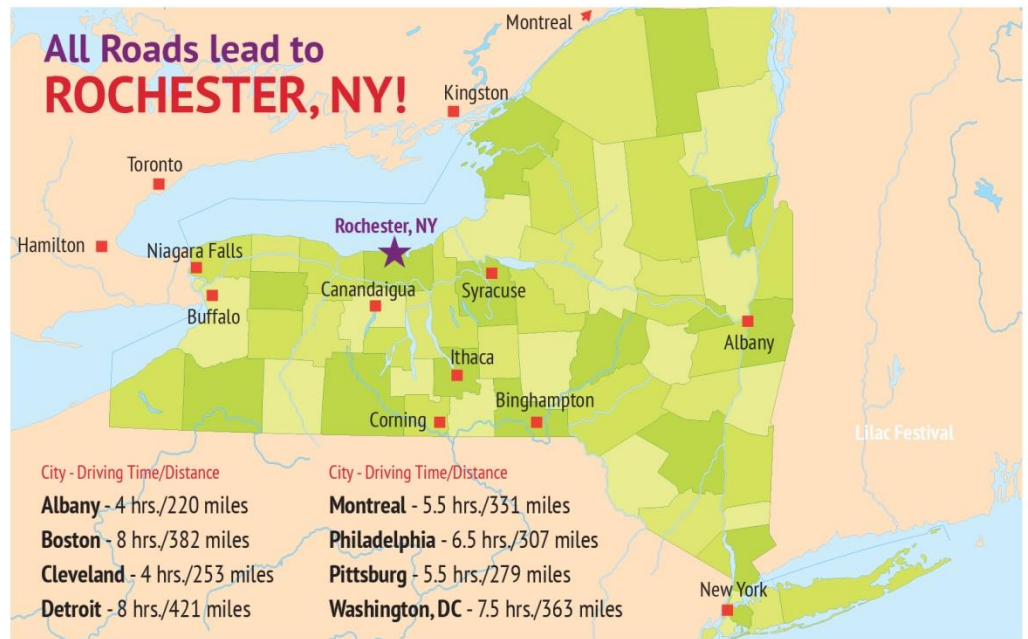 All Roads lead to
ROCHESTER, NY!
Montreal
Kingston
Toronto
Hamilton
Rochester, NY
Niagara Falls
Canandaigua
Syracuse
Buffalo
Albany
Ithaca
Corning
Binghampton
Lilac Festival
New York
City - Driving Time/Distance
Albany - 4 hrs./220 miles
Boston - 8 hrs./382 miles
Cleveland - 4 hrs./253 miles
Detroit - 8 hrs./421 miles
City - Driving Time/Distance
Montreal - 5.5 hrs./331 miles
Philadelphia - 6.5 hrs./307 miles
Pittsburg - 5.5 hrs./279 miles
Washington, DC - 7.5 hrs./363 miles